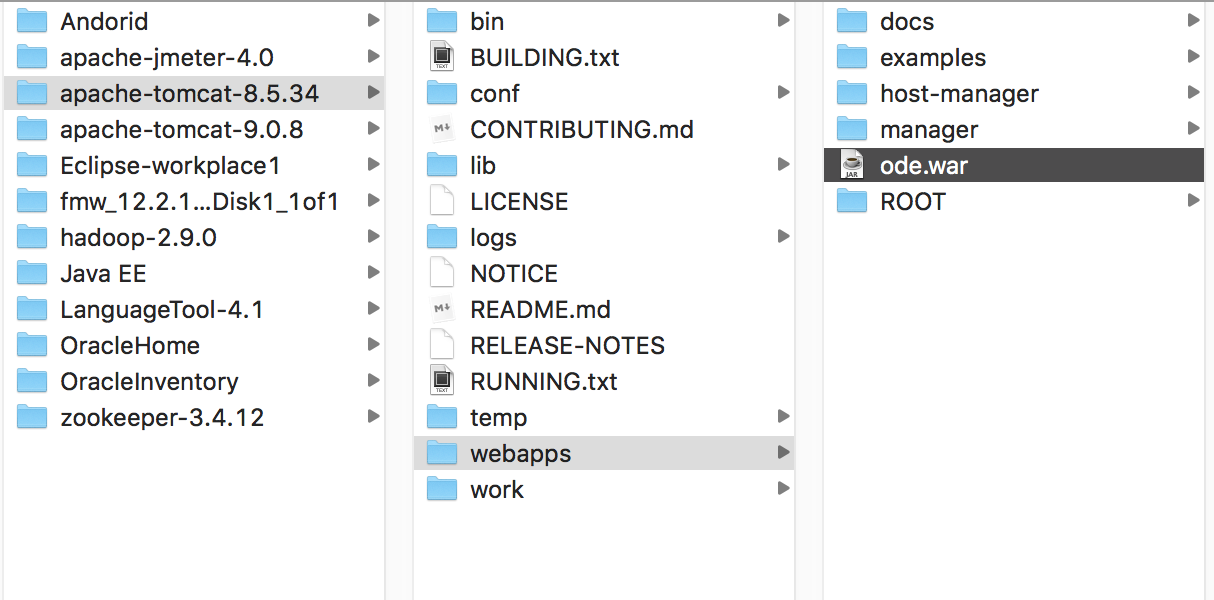 Andorid
apache-jmeter-4.0
apache-tomcat-8.5.34
apache-tomcat-9.0.8
Eclipse-workplace1
fmw_12.2.1...Disk1_1of1
hadoop-2.9.0
Java EE
LanguageTool-4.1
OracleHome
OracleInventory
zookeeper-3.4.12
bin
TEXT
BUILDING.txt
conf
M↓
CONTRIBUTING.md
lib
LICENSE
logs
NOTICE
M↓
README.md
RELEASE-NOTES
TEXT
RUNNING.txt
temp
webapps
work
docs
examples
host-manager
manager
JAR
ode.war
ROOT